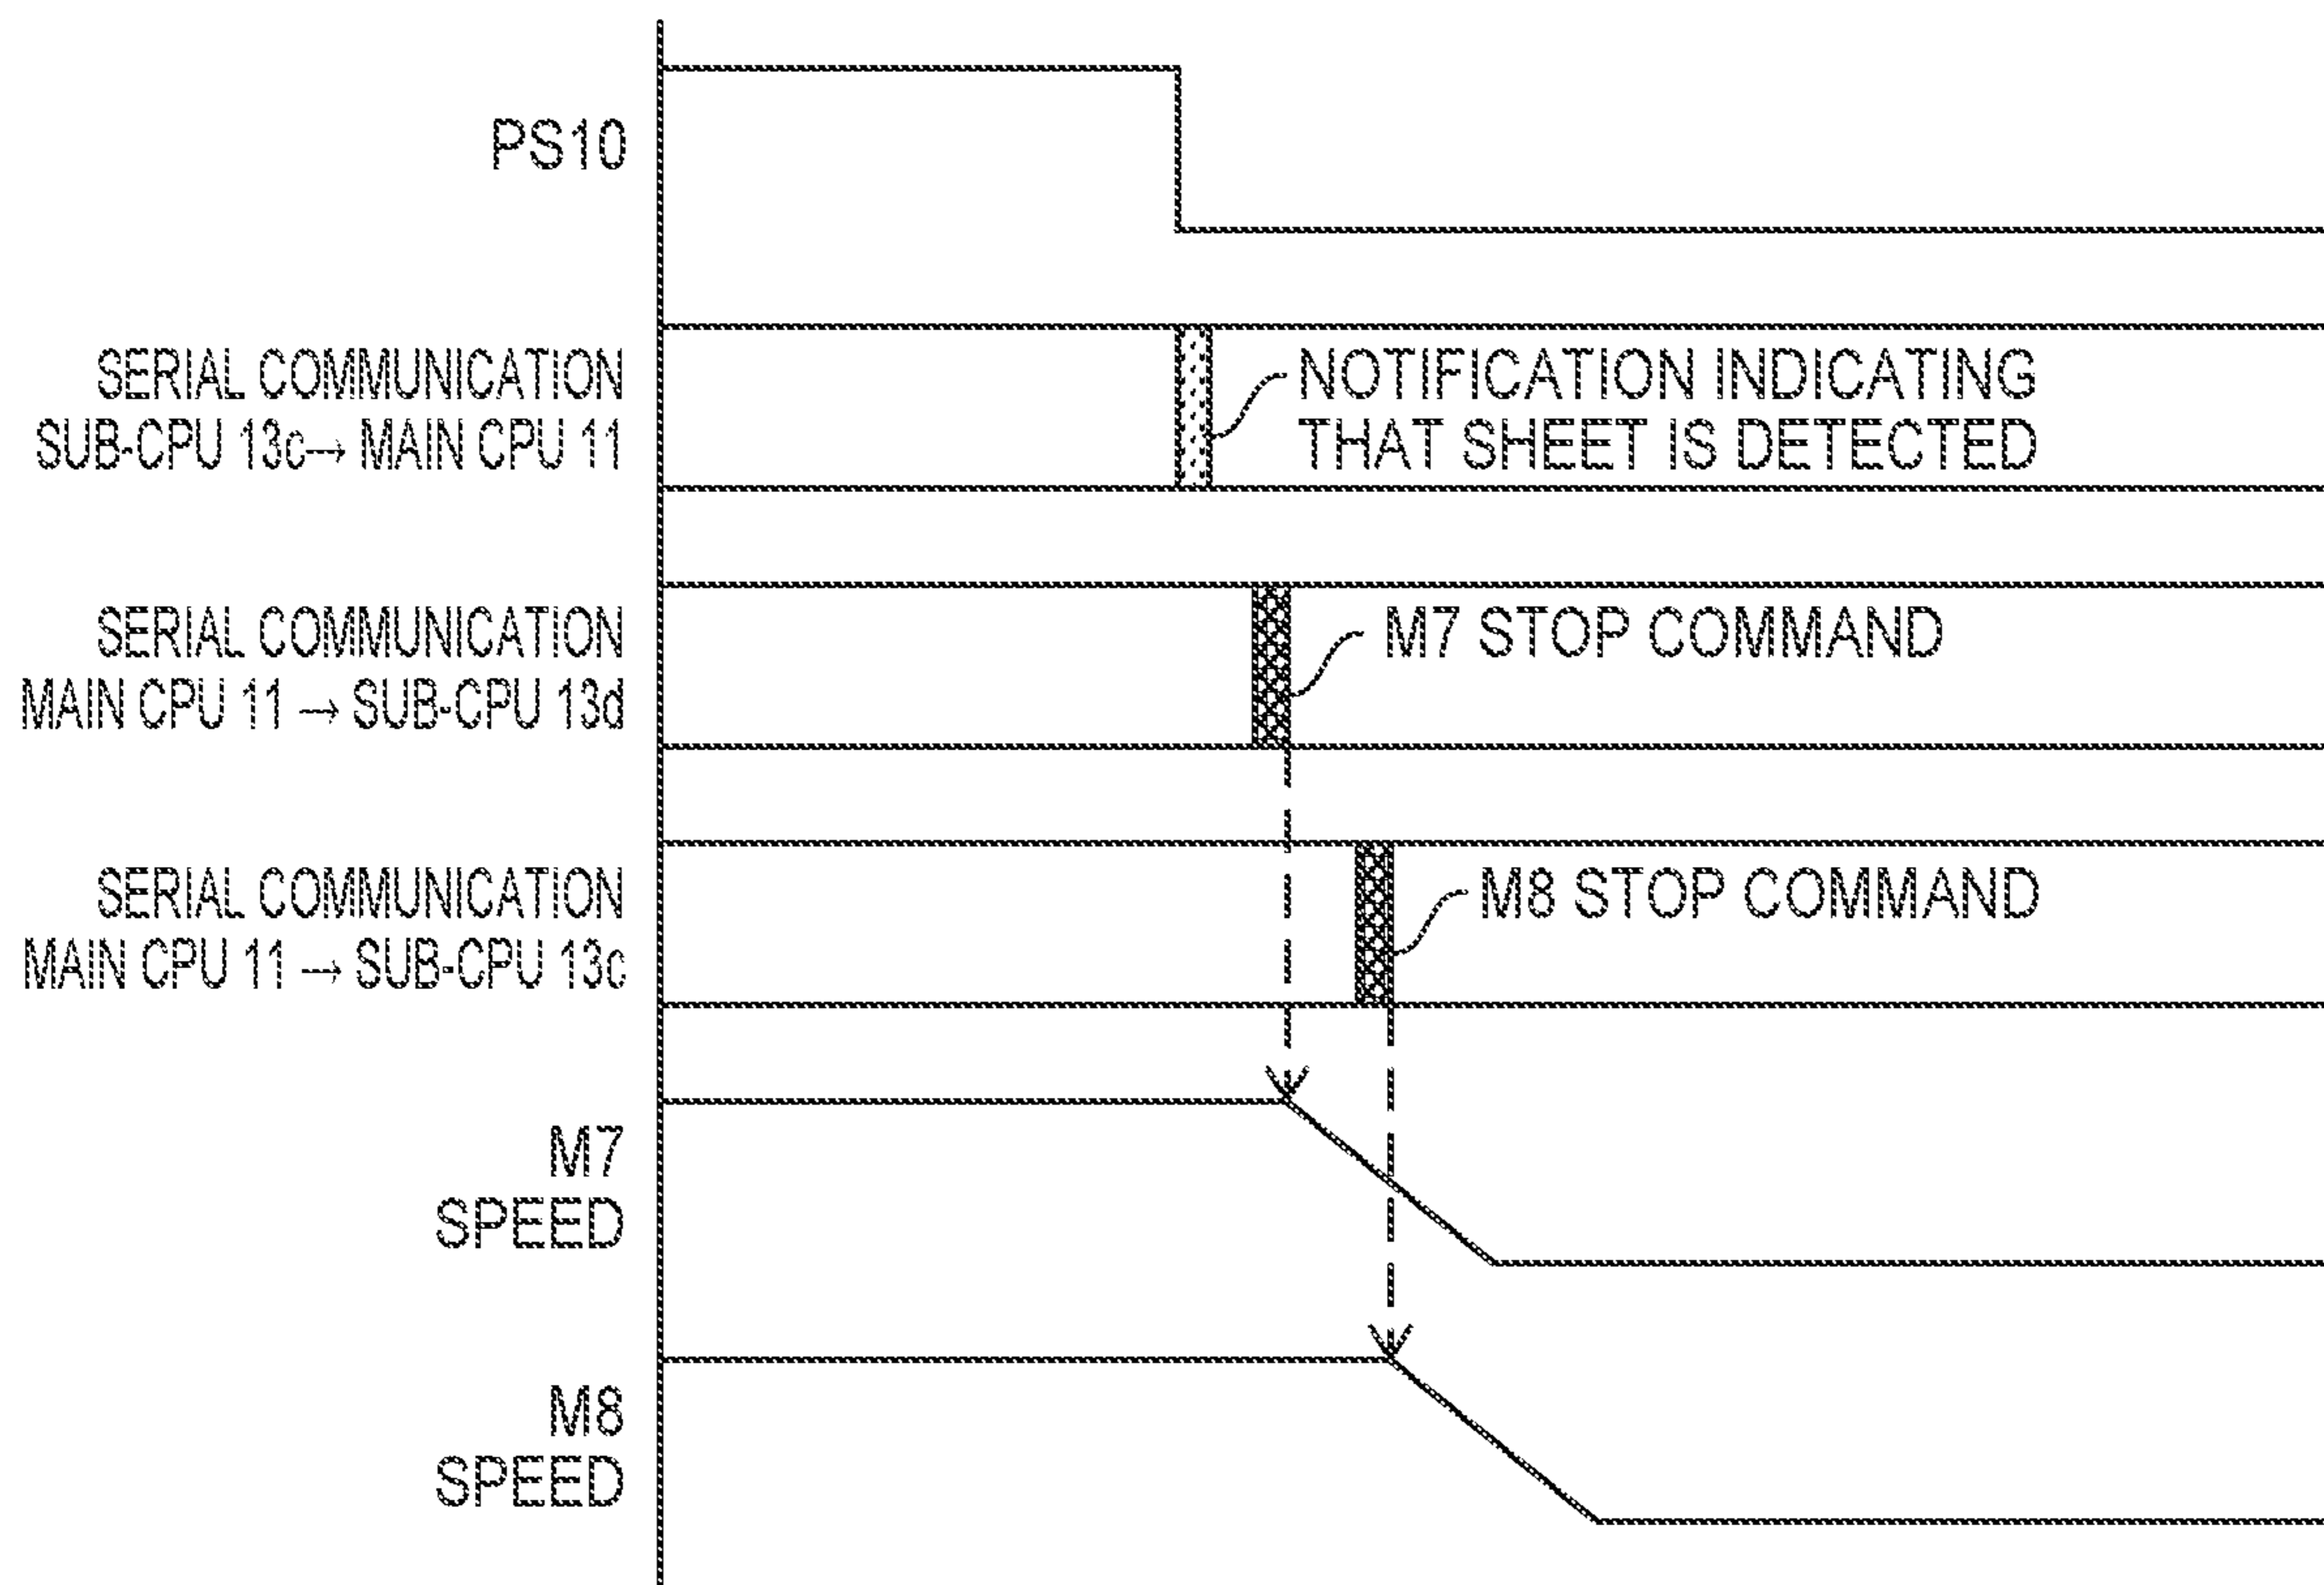 PS10
SERIAL COMMUNICATION
SUB-CPU 13c→ MAIN CPU 11
NOTIFICATION INDICATING
THAT SHEET IS DETECTED
SERIAL COMMUNICATION
MAIN CPU 11 → SUB-CPU 13d
M7 STOP COMMAND
SERIAL COMMUNICATION
MAIN CPU 11 → SUB-CPU 13c
M8 STOP COMMAND
M7
SPEED
M8
SPEED